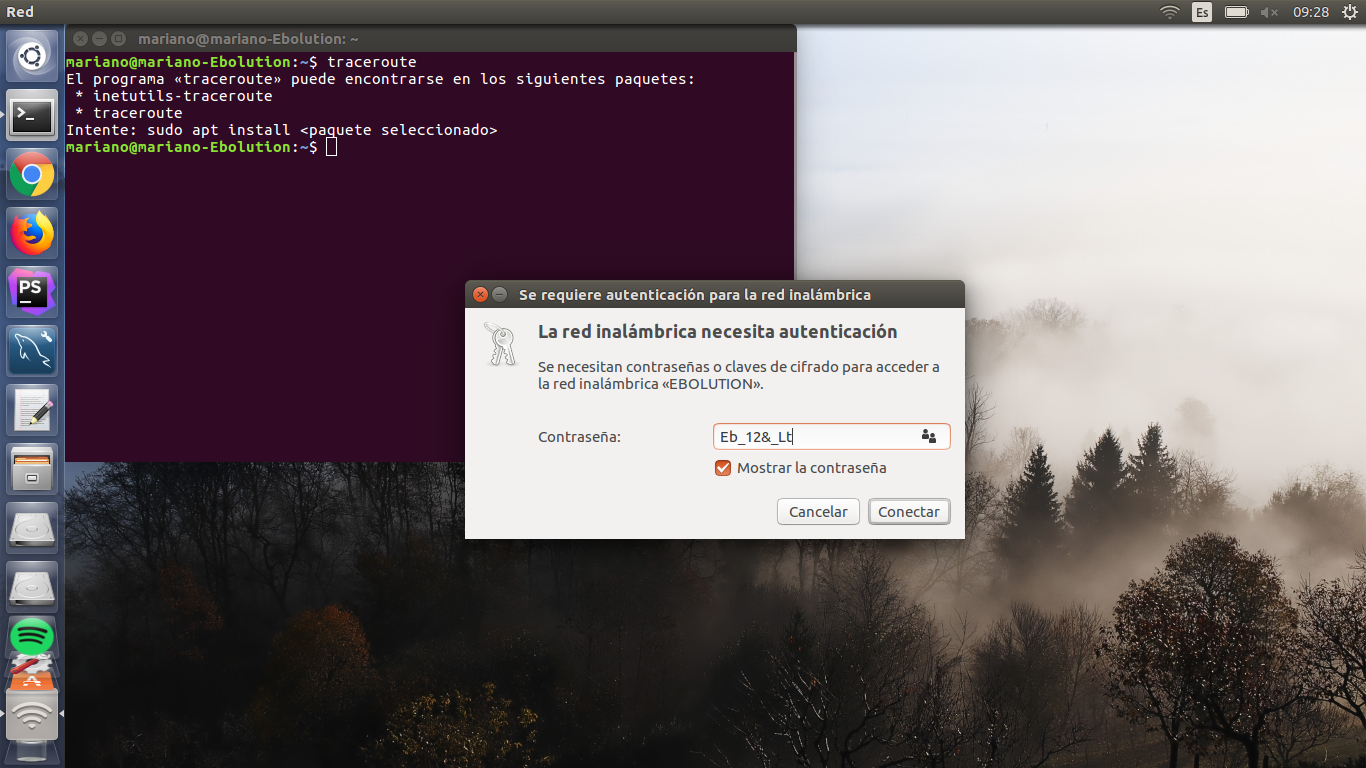 Red
Es
09:28
mariano@mariano-Ebolution: ~
mariano@mariano-Ebolution:~$ traceroute
El programa «traceroute» puede encontrarse en los siguientes paquetes:
* inetutils-traceroute
* traceroute
Intente: sudo apt install <paquete seleccionado>
mariano@mariano-Ebolution:~$
PS
Se requiere autenticación para la red inalámbrica
La red inalámbrica necesita autenticación
Se necesitan contraseñas o claves de cifrado para acceder a
la red inalámbrica «EBOLUTION».
Contraseña:
Eb_12&_Lt
Mostrar la contraseña
Cancelar
Conectar